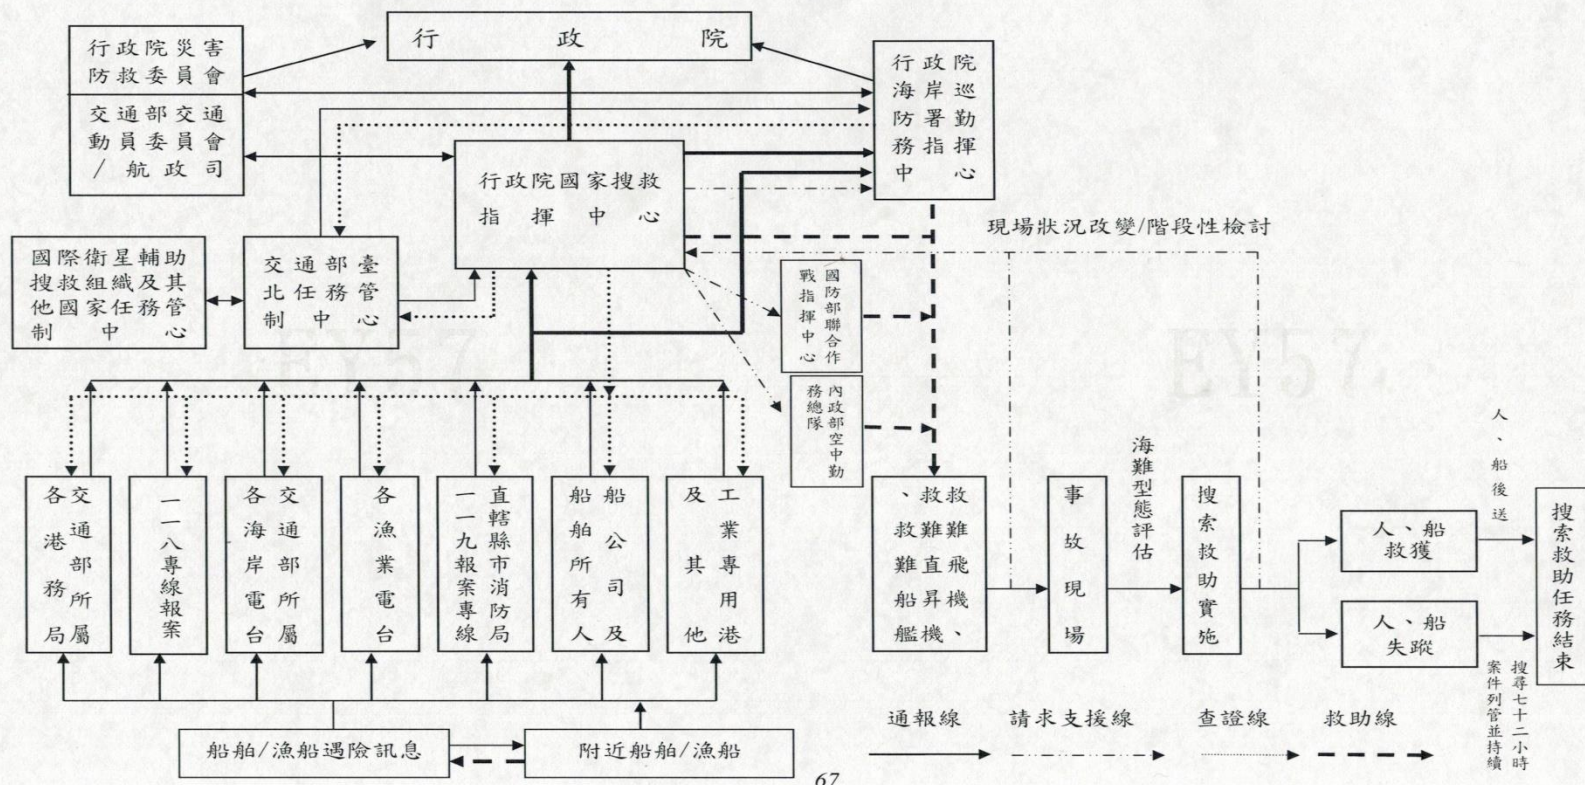 行政院災害
防救委員會
交通部交通
動員委員會
/航政司
行政院
行政院
海岸巡
防署勤
務指揮
中心
行政院國家搜救
指揮中心
國際衛星輔助
搜救組織及其
他國家任務管
制中心
交通部臺
北任務管
制中心
國防部聯合作
戰指揮中心
內政部空中勤
務總隊
現場狀況改變/階段性檢討
交通部所屬
各港務局
一一八專線報案
交通部所屬
各海岸電台
各漁業電台
直轄縣市消防局
一一九報案專線
船公司及
船舶所有人
工業專用港
及其他
救難飛機、
救難直昇機
、救難船艦
事故現場
海難型態評估
搜索救助實施
人、船
救獲
人、船
失蹤
人、船後送
搜尋七十二小時
案件列管並持續
搜索救助任務結束
船舶/漁船遇險訊息
附近船舶/漁船
通報線
請求支援線
查證線
救助線
67
EY57
EY57